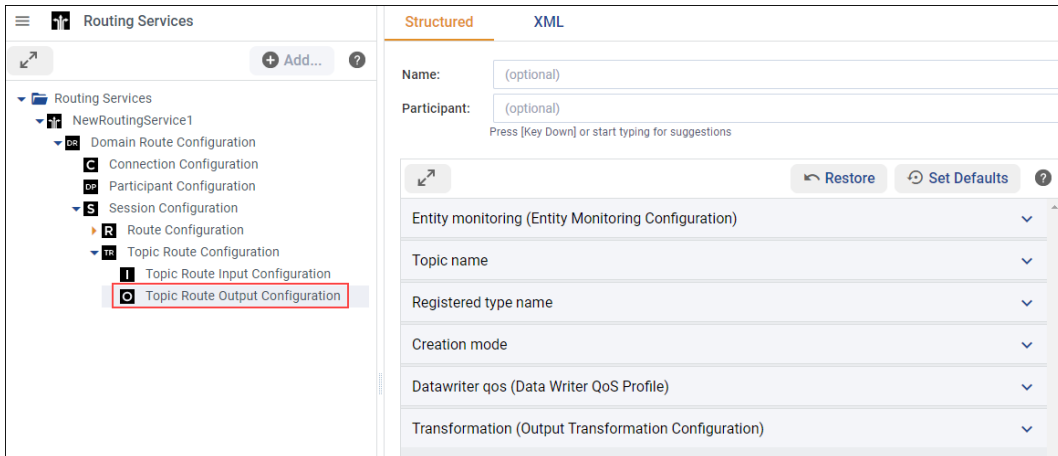 Routing Services
Add...
Routing Services
NewRoutingService1
DR Domain Route Configuration
C Connection Configuration
DP Participant Configuration
S Session Configuration
R Route Configuration
TR Topic Route Configuration
I Topic Route Input Configuration
O Topic Route Output Configuration
Structured XML
Name: (optional)
Participant: (optional)
Press [Key Down] or start typing for suggestions
Restore Set Defaults
Entity monitoring (Entity Monitoring Configuration)
Topic name
Registered type name
Creation mode
Datawriter qos (Data Writer QoS Profile)
Transformation (Output Transformation Configuration)